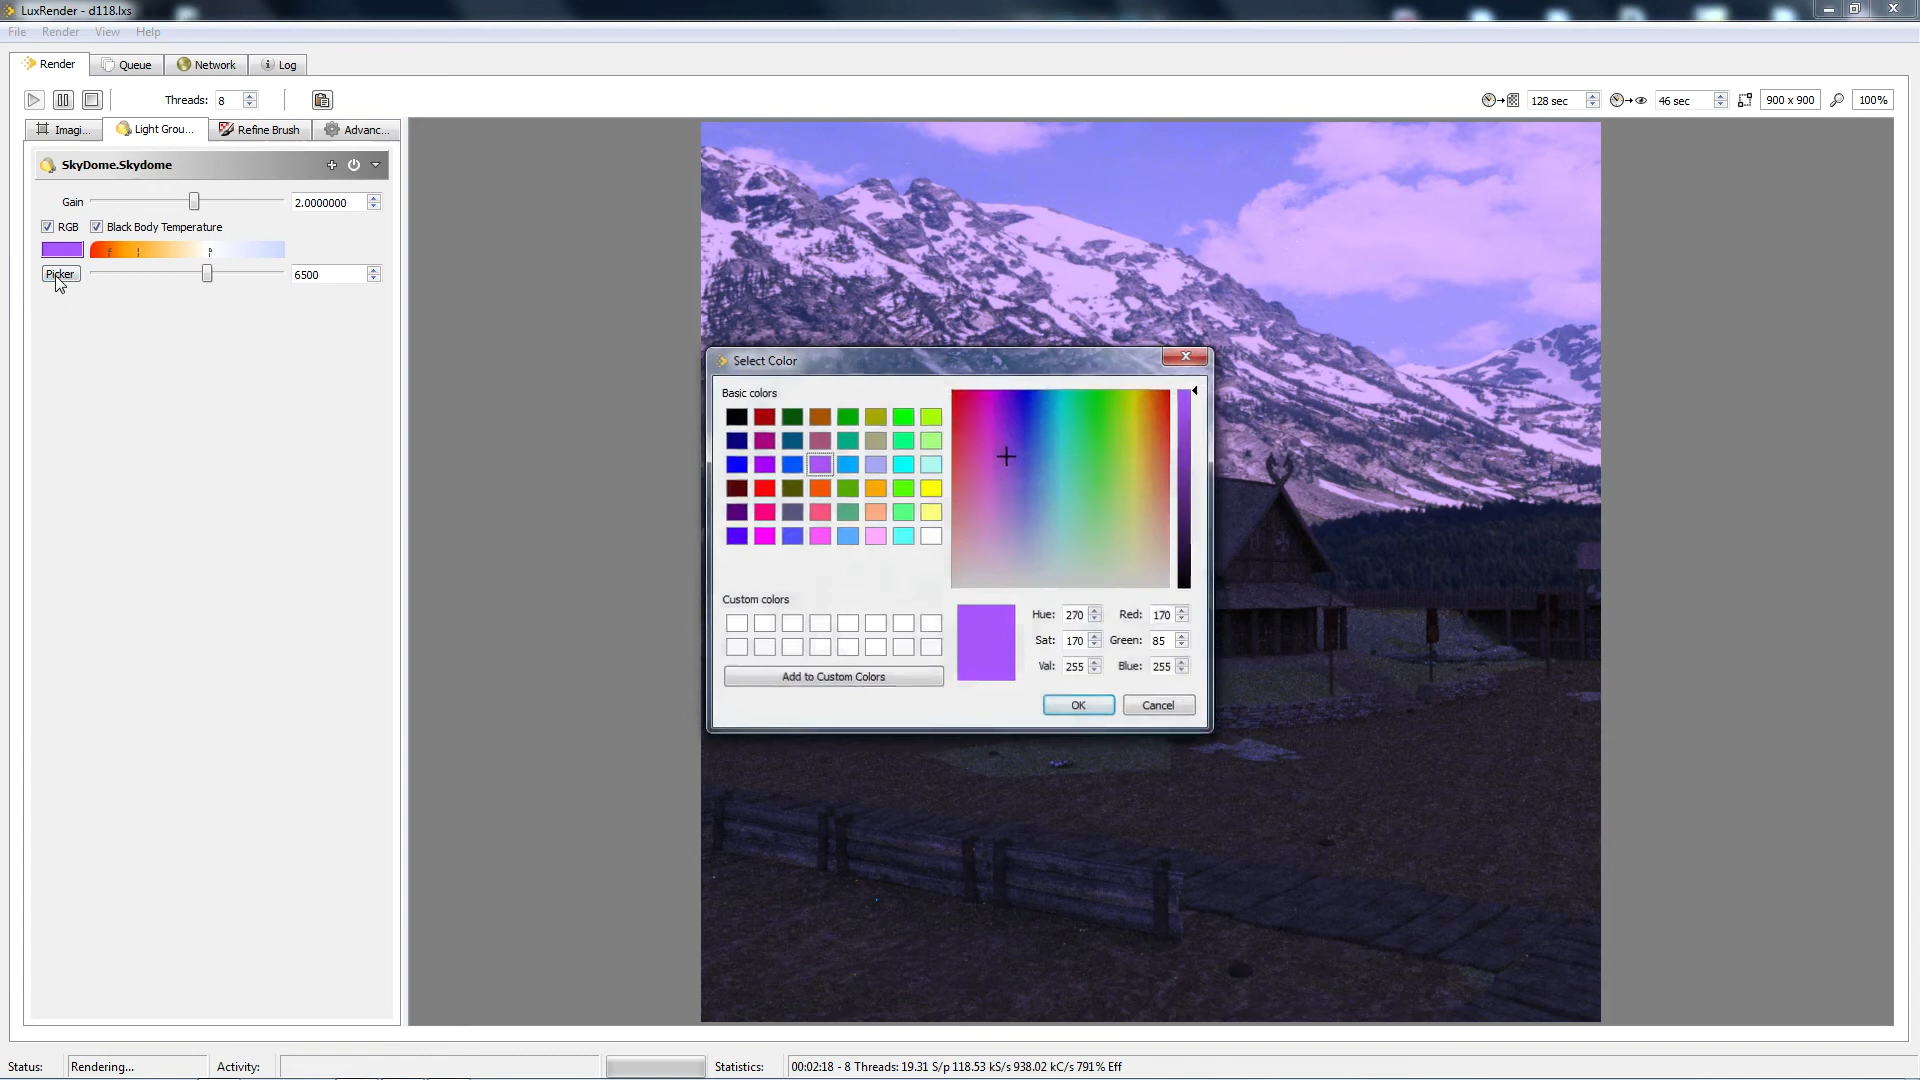 LuxRender - d118.lxs
File Render View Help
Render Queue Network Log
Threads: 8
128 sec 46 sec 900 x 900 100%
Imagi... Light Grou... Refine Brush Advanc...
SkyDome.Skydome
Gain 2.0000000
RGB Black Body Temperature
Picker 6500
Select Color
Basic colors
Custom colors
Hue: 270 Red: 170
Sat: 170 Green: 85
Val: 255 Blue: 255
Add to Custom Colors
OK Cancel
Status: Rendering... Activity: Statistics: 00:02:18 - 8 Threads: 19.31 S/p 118.53 kS/s 938.02 kC/s 791% Eff